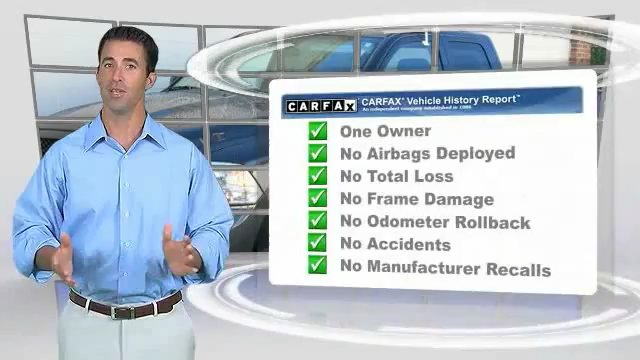 CARFAX CARFAX Vehicle History Report™
An independent company established in 1986
One Owner
No Airbags Deployed
No Total Loss
No Frame Damage
No Odometer Rollback
No Accidents
No Manufacturer Recalls